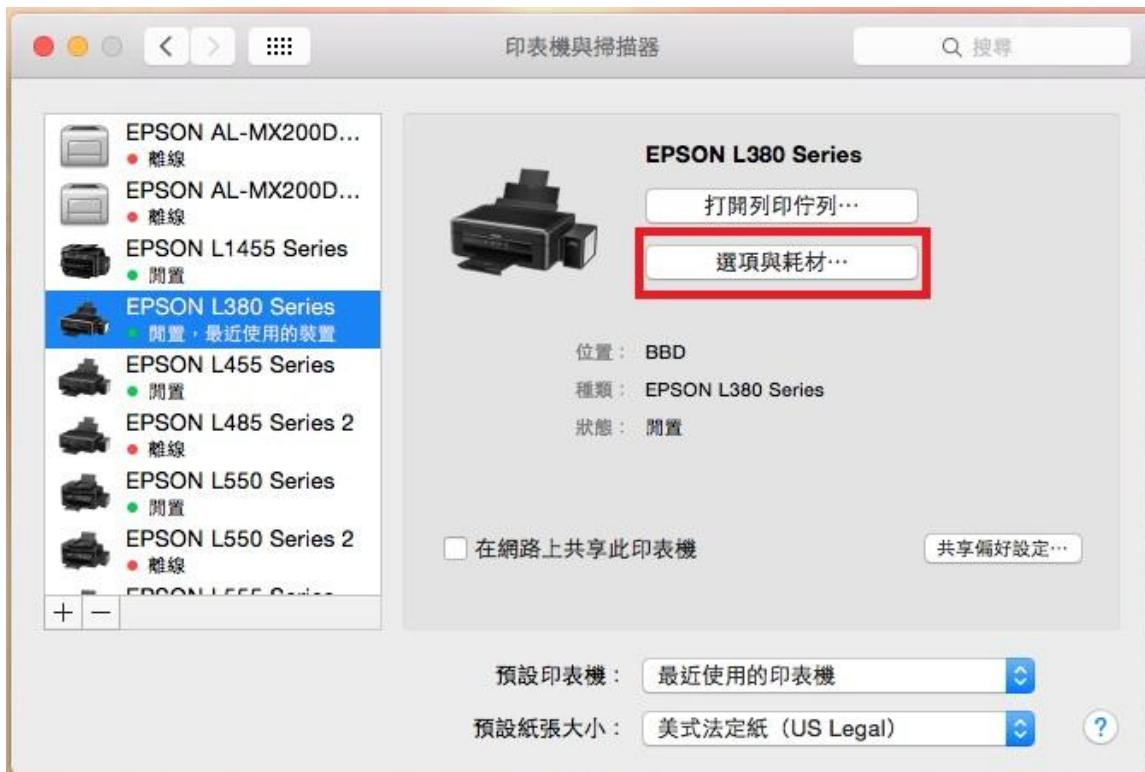 印表機與掃描器
搜尋
EPSON AL-MX200D...
離線
EPSON AL-MX200D...
離線
EPSON L1455 Series
閒置
EPSON L380 Series
閒置，最近使用的裝置
EPSON L455 Series
閒置
EPSON L485 Series 2
離線
EPSON L550 Series
閒置
EPSON L550 Series 2
離線
EPSON L555 Series
+ −
EPSON L380 Series
打開列印佇列⋯
選項與耗材⋯
位置： BBD
種類： EPSON L380 Series
狀態： 閒置
在網路上共享此印表機
共享偏好設定⋯
預設印表機： 最近使用的印表機
預設紙張大小： 美式法定紙（US Legal）
?